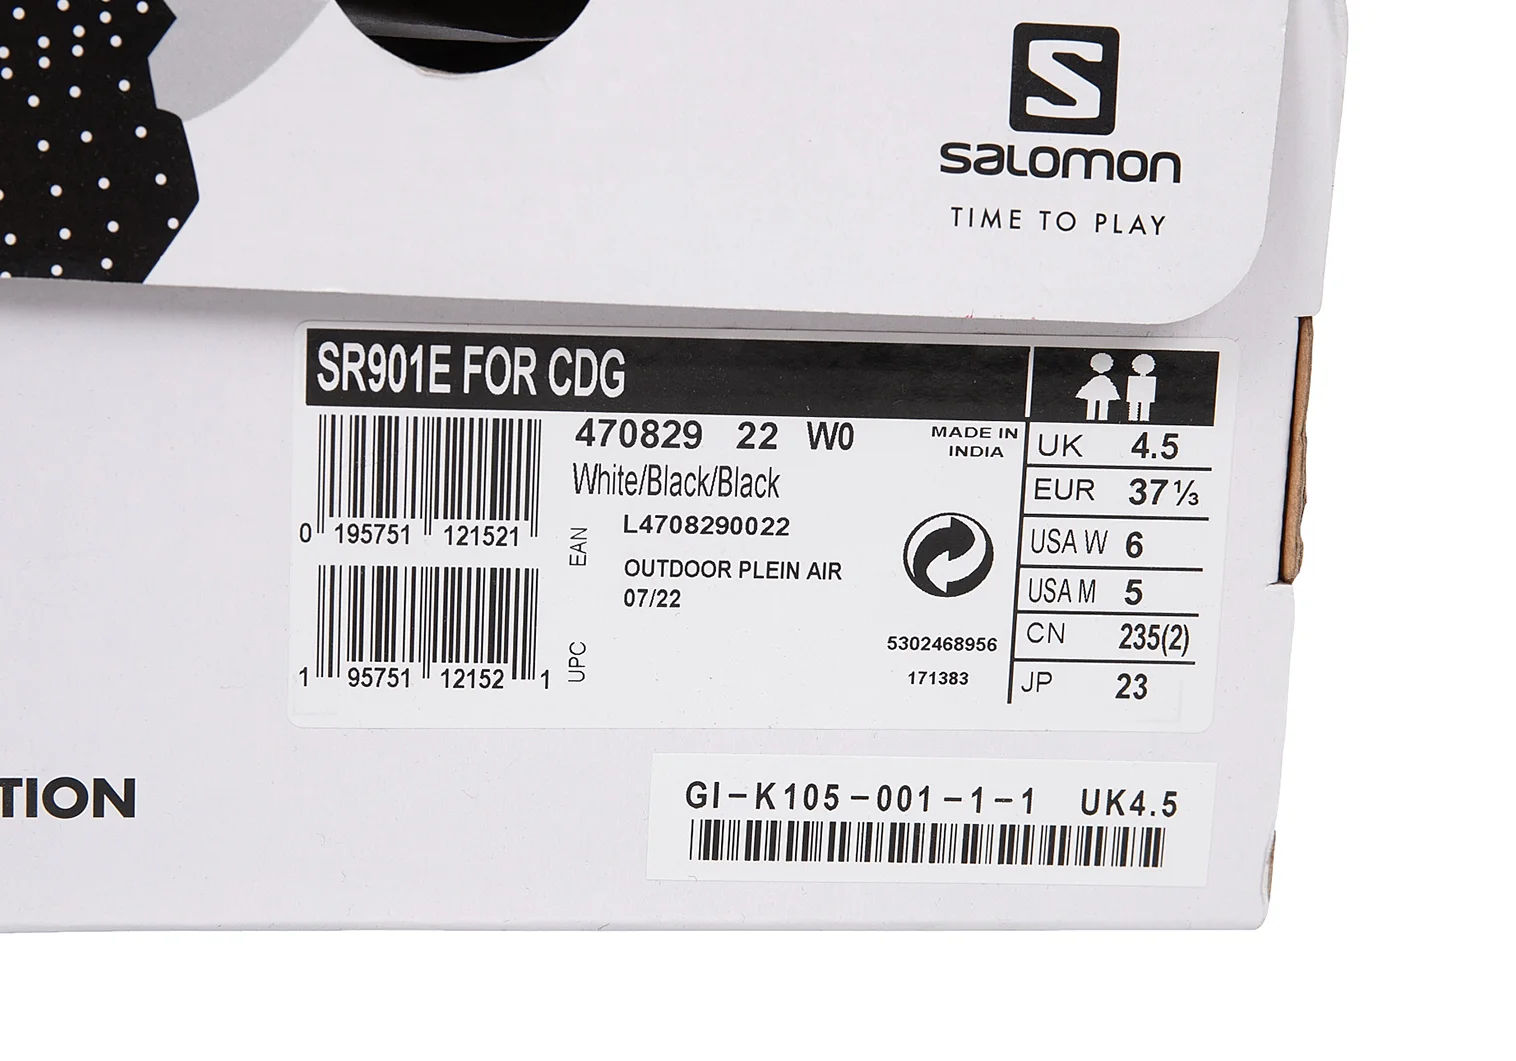 S
SALOMON
TIME TO PLAY
SR901E FOR CDG
470829 22 W0
White/Black/Black
L4708290022
OUTDOOR PLEIN AIR
07/22
MADE IN
INDIA
0 195751 121521
EAN
1 95751 12152 1
UPC
5302468956
171383
UK 4.5
EUR 37⅓
USA W 6
USA M 5
CN 235(2)
JP 23
TION
GI-K105-001-1-1 UK4.5